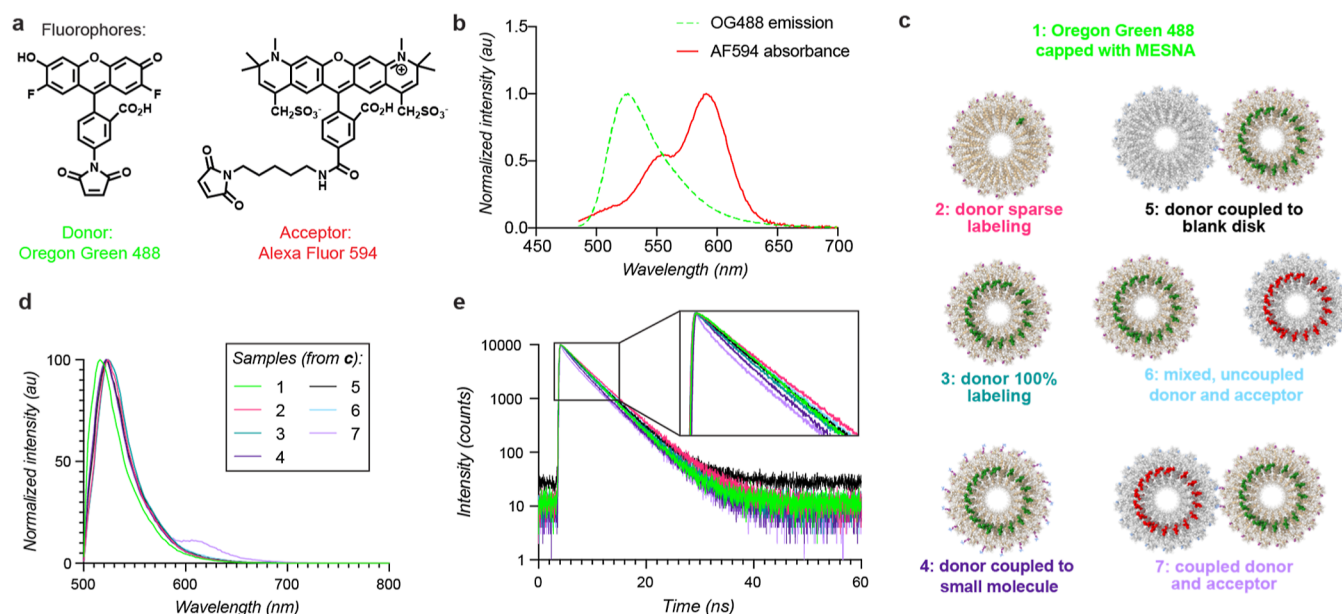 a
Fluorophores:
HO
O
O
F
F
CO₂H
O
N
O
N
O
N
+
CH₂SO₃⁻
CO₂H
CH₂SO₃⁻
O
N
O
N
H
O
Donor:
Oregon Green 488
Acceptor:
Alexa Fluor 594
b
OG488 emission
AF594 absorbance
Normalized intensity (au)
1.5
1.0
0.5
0.0
450
500
550
600
650
700
Wavelength (nm)
c
1: Oregon Green 488
capped with MESNA
2: donor sparse
labeling
5: donor coupled to
blank disk
3: donor 100%
labeling
6: mixed, uncoupled
donor and acceptor
4: donor coupled to
small molecule
7: coupled donor
and acceptor
d
Normalized intensity (au)
100
50
0
500
600
700
800
Wavelength (nm)
Samples (from c):
1
5
2
6
3
7
4
e
Intensity (counts)
10000
1000
100
10
1
0
20
40
60
Time (ns)